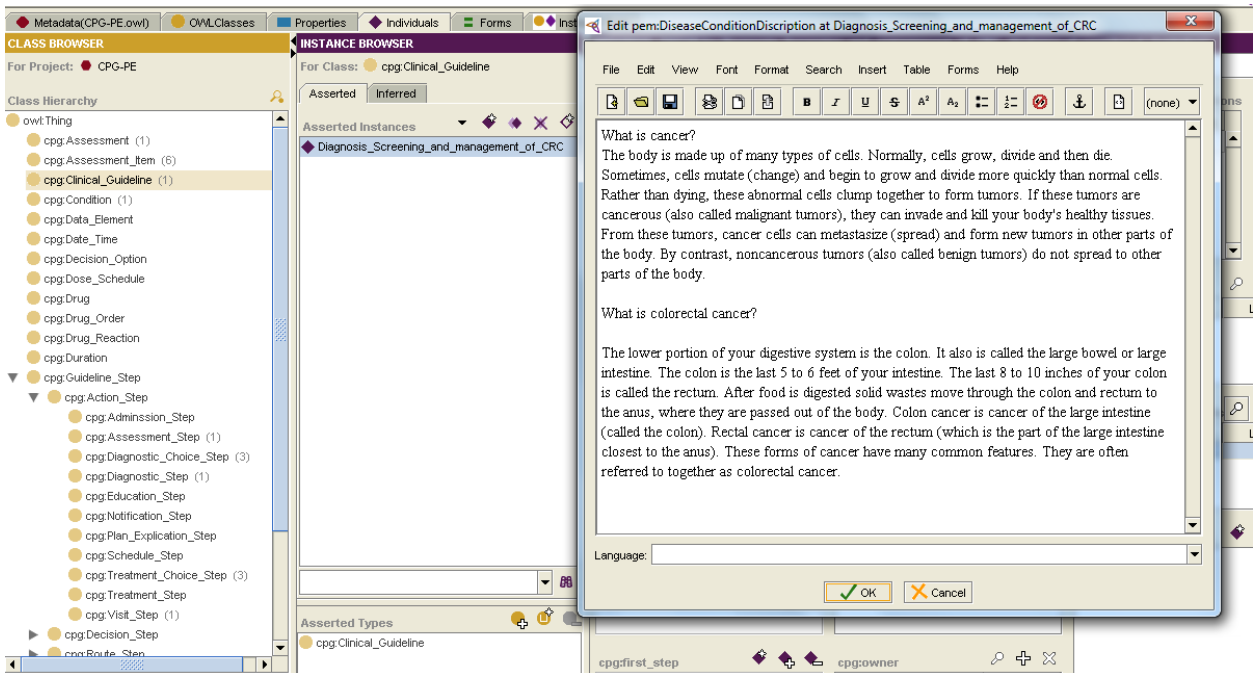 Metadata(CPG-PE.owl) OWLClasses Properties Individuals Forms Inst
CLASS BROWSER
For Project: CPG-PE
Class Hierarchy
owl:Thing
cpg:Assessment (1)
cpg:Assessment_Item (6)
cpg:Clinical_Guideline (1)
cpg:Condition (1)
cpg:Data_Element
cpg:Date_Time
cpg:Decision_Option
cpg:Dose_Schedule
cpg:Drug
cpg:Drug_Order
cpg:Drug_Reaction
cpg:Duration
cpg:Guideline_Step
cpg:Action_Step
cpg:Adminssion_Step
cpg:Assessment_Step (1)
cpg:Diagnostic_Choice_Step (3)
cpg:Diagnostic_Step (1)
cpg:Education_Step
cpg:Notification_Step
cpg:Plan_Explication_Step
cpg:Schedule_Step
cpg:Treatment_Choice_Step (3)
cpg:Treatment_Step
cpg:Visit_Step (1)
cpg:Decision_Step
cpg:Route_Step
INSTANCE BROWSER
For Class: cpg:Clinical_Guideline
Asserted Inferred
Asserted Instances
Diagnosis_Screening_and_management_of_CRC
Asserted Types
cpg:Clinical_Guideline
Edit pem:DiseaseConditionDiscription at Diagnosis_Screening_and_management_of_CRC
File Edit View Font Format Search Insert Table Forms Help
B I U S A² A₂ (none)
What is cancer?
The body is made up of many types of cells. Normally, cells grow, divide and then die.
Sometimes, cells mutate (change) and begin to grow and divide more quickly than normal cells.
Rather than dying, these abnormal cells clump together to form tumors. If these tumors are
cancerous (also called malignant tumors), they can invade and kill your body's healthy tissues.
From these tumors, cancer cells can metastasize (spread) and form new tumors in other parts of
the body. By contrast, noncancerous tumors (also called benign tumors) do not spread to other
parts of the body.
What is colorectal cancer?
The lower portion of your digestive system is the colon. It also is called the large bowel or large
intestine. The colon is the last 5 to 6 feet of your intestine. The last 8 to 10 inches of your colon
is called the rectum. After food is digested solid wastes move through the colon and rectum to
the anus, where they are passed out of the body. Colon cancer is cancer of the large intestine
(called the colon). Rectal cancer is cancer of the rectum (which is the part of the large intestine
closest to the anus). These forms of cancer have many common features. They are often
referred to together as colorectal cancer.
Language:
OK Cancel
cpg:first_step cpg:owner
ons